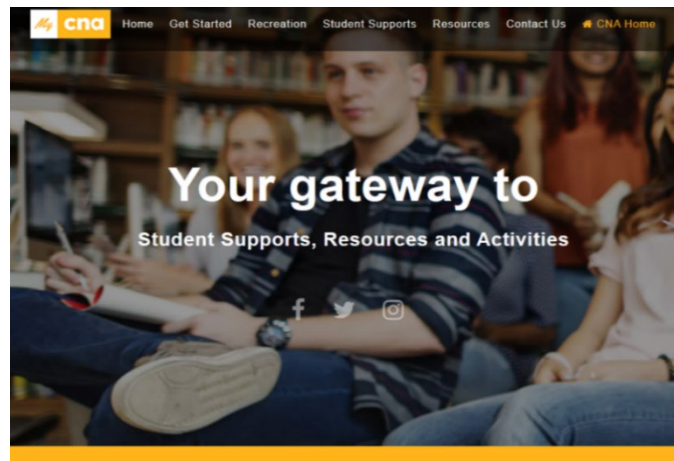 My cna Home Get Started Recreation Student Supports Resources Contact Us CNA Home
Your gateway to
Student Supports, Resources and Activities